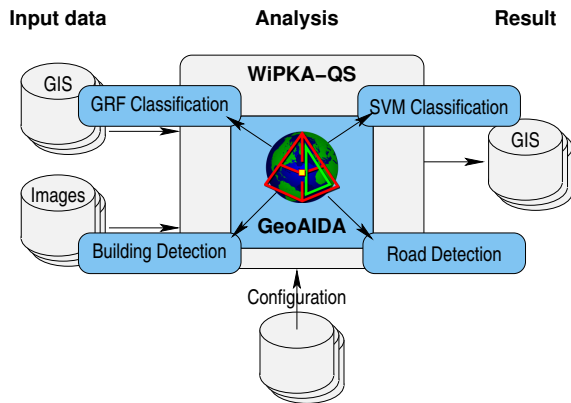 Input data
Analysis
Result
WiPKA–QS
GIS
GRF Classification
SVM Classification
GIS
Images
GeoAIDA
Building Detection
Road Detection
Configuration